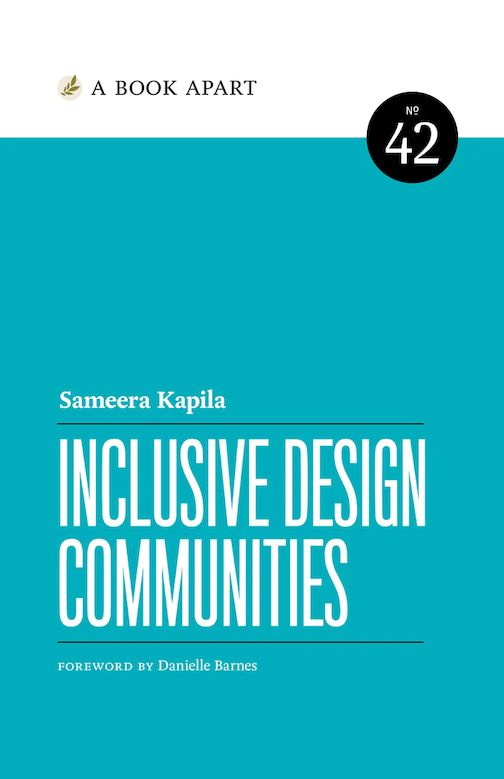 A BOOK APART
Nº
42
Sameera Kapila
INCLUSIVE DESIGN
COMMUNITIES
FOREWORD BY Danielle Barnes